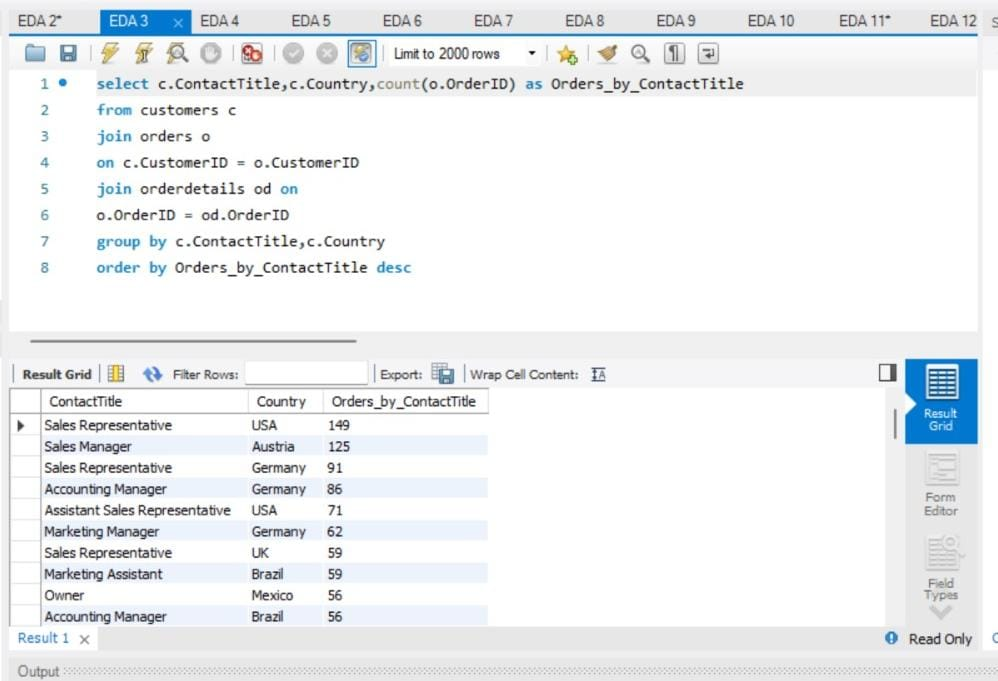 EDA 2* EDA 3 × EDA 4 EDA 5 EDA 6 EDA 7 EDA 8 EDA 9 EDA 10 EDA 11* EDA 12 S
Limit to 2000 rows
1 select c.ContactTitle,c.Country,count(o.OrderID) as Orders_by_ContactTitle
2 from customers c
3 join orders o
4 on c.CustomerID = o.CustomerID
5 join orderdetails od on
6 o.OrderID = od.OrderID
7 group by c.ContactTitle,c.Country
8 order by Orders_by_ContactTitle desc
Result Grid Filter Rows: Export: Wrap Cell Content: IA
ContactTitle Country Orders_by_ContactTitle
Sales Representative USA 149
Sales Manager Austria 125
Sales Representative Germany 91
Accounting Manager Germany 86
Assistant Sales Representative USA 71
Marketing Manager Germany 62
Sales Representative UK 59
Marketing Assistant Brazil 59
Owner Mexico 56
Accounting Manager Brazil 56
Result
Grid
Form
Editor
Field
Types
Result 1 × Read Only
Output